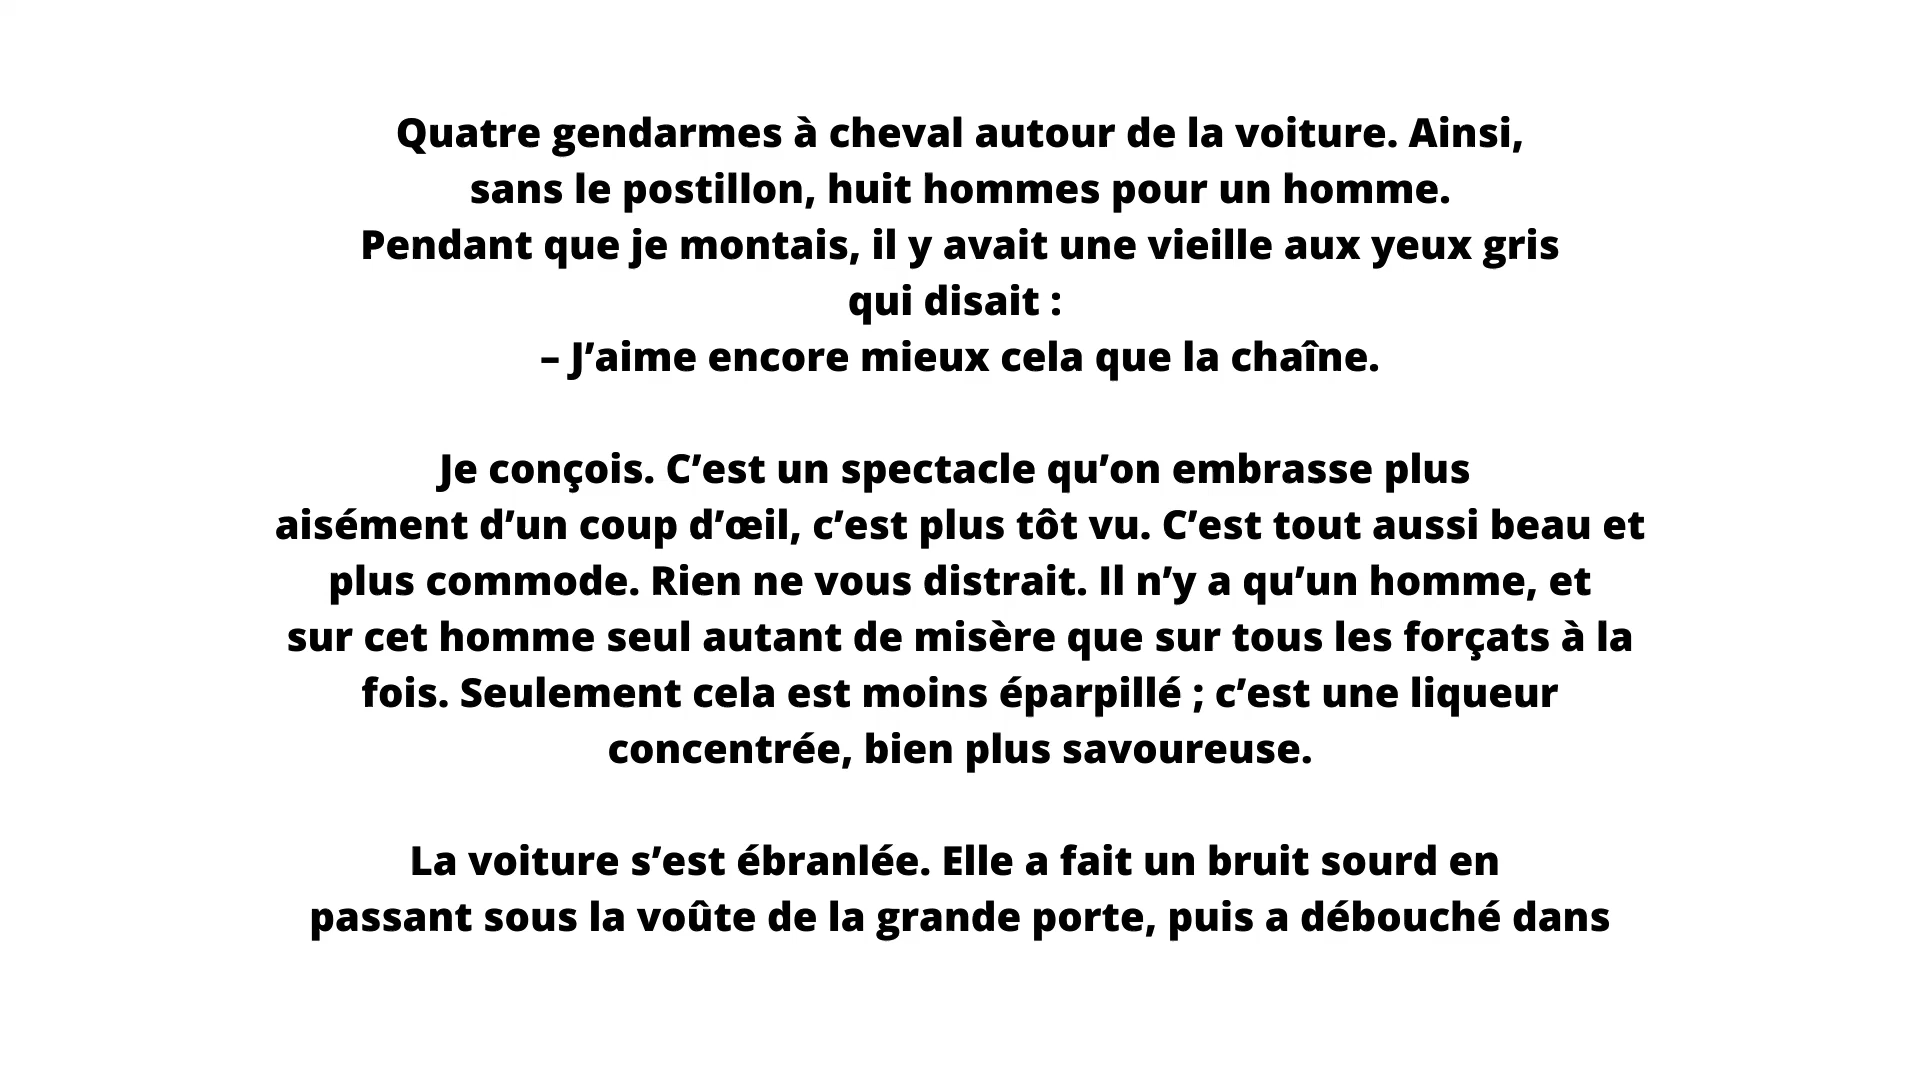 Quatre gendarmes à cheval autour de la voiture. Ainsi,
sans le postillon, huit hommes pour un homme.
Pendant que je montais, il y avait une vieille aux yeux gris
qui disait :
– J’aime encore mieux cela que la chaîne.
Je conçois. C’est un spectacle qu’on embrasse plus
aisément d’un coup d’œil, c’est plus tôt vu. C’est tout aussi beau et
plus commode. Rien ne vous distrait. Il n’y a qu’un homme, et
sur cet homme seul autant de misère que sur tous les forçats à la
fois. Seulement cela est moins éparpillé ; c’est une liqueur
concentrée, bien plus savoureuse.
La voiture s’est ébranlée. Elle a fait un bruit sourd en
passant sous la voûte de la grande porte, puis a débouché dans